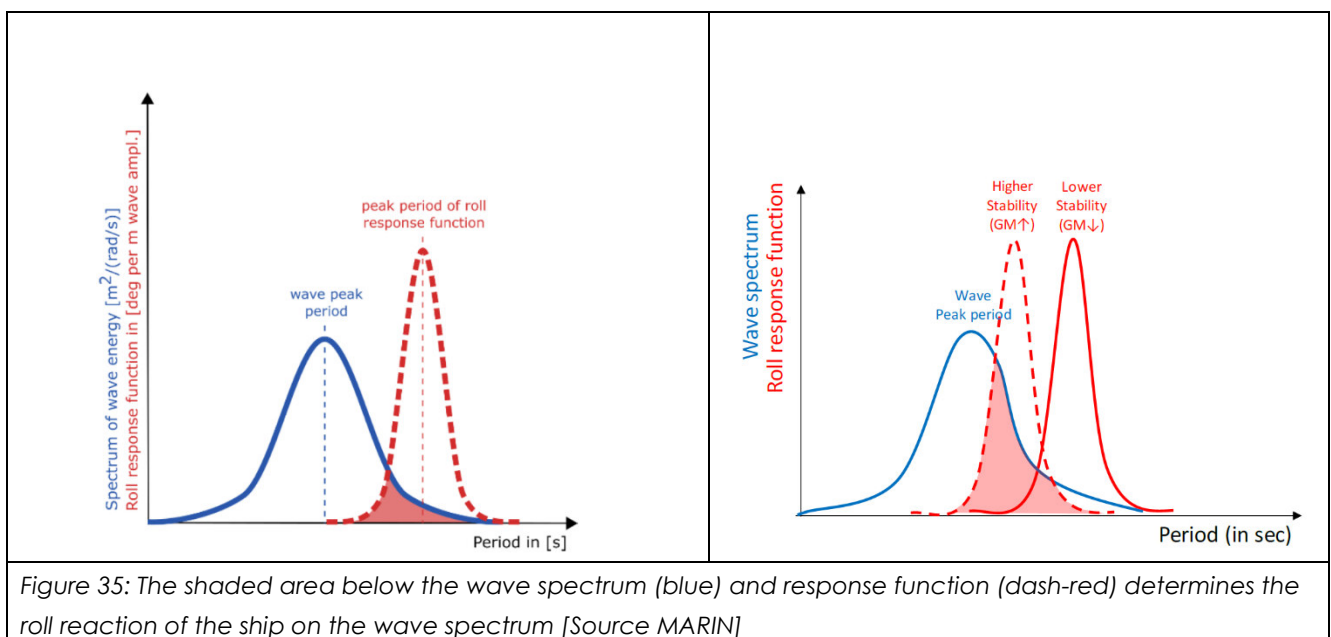 Spectrum of wave energy [m²/(rad/s)]
Roll response function in [deg per m wave ampl.]
peak period of roll
response function
wave peak
period
Period in [s]
Wave spectrum
Roll response function
Higher
Stability
(GM↑)
Lower
Stability
(GM↓)
Wave
Peak period
Period (in sec)
Figure 35: The shaded area below the wave spectrum (blue) and response function (dash-red) determines the
roll reaction of the ship on the wave spectrum [Source MARIN]